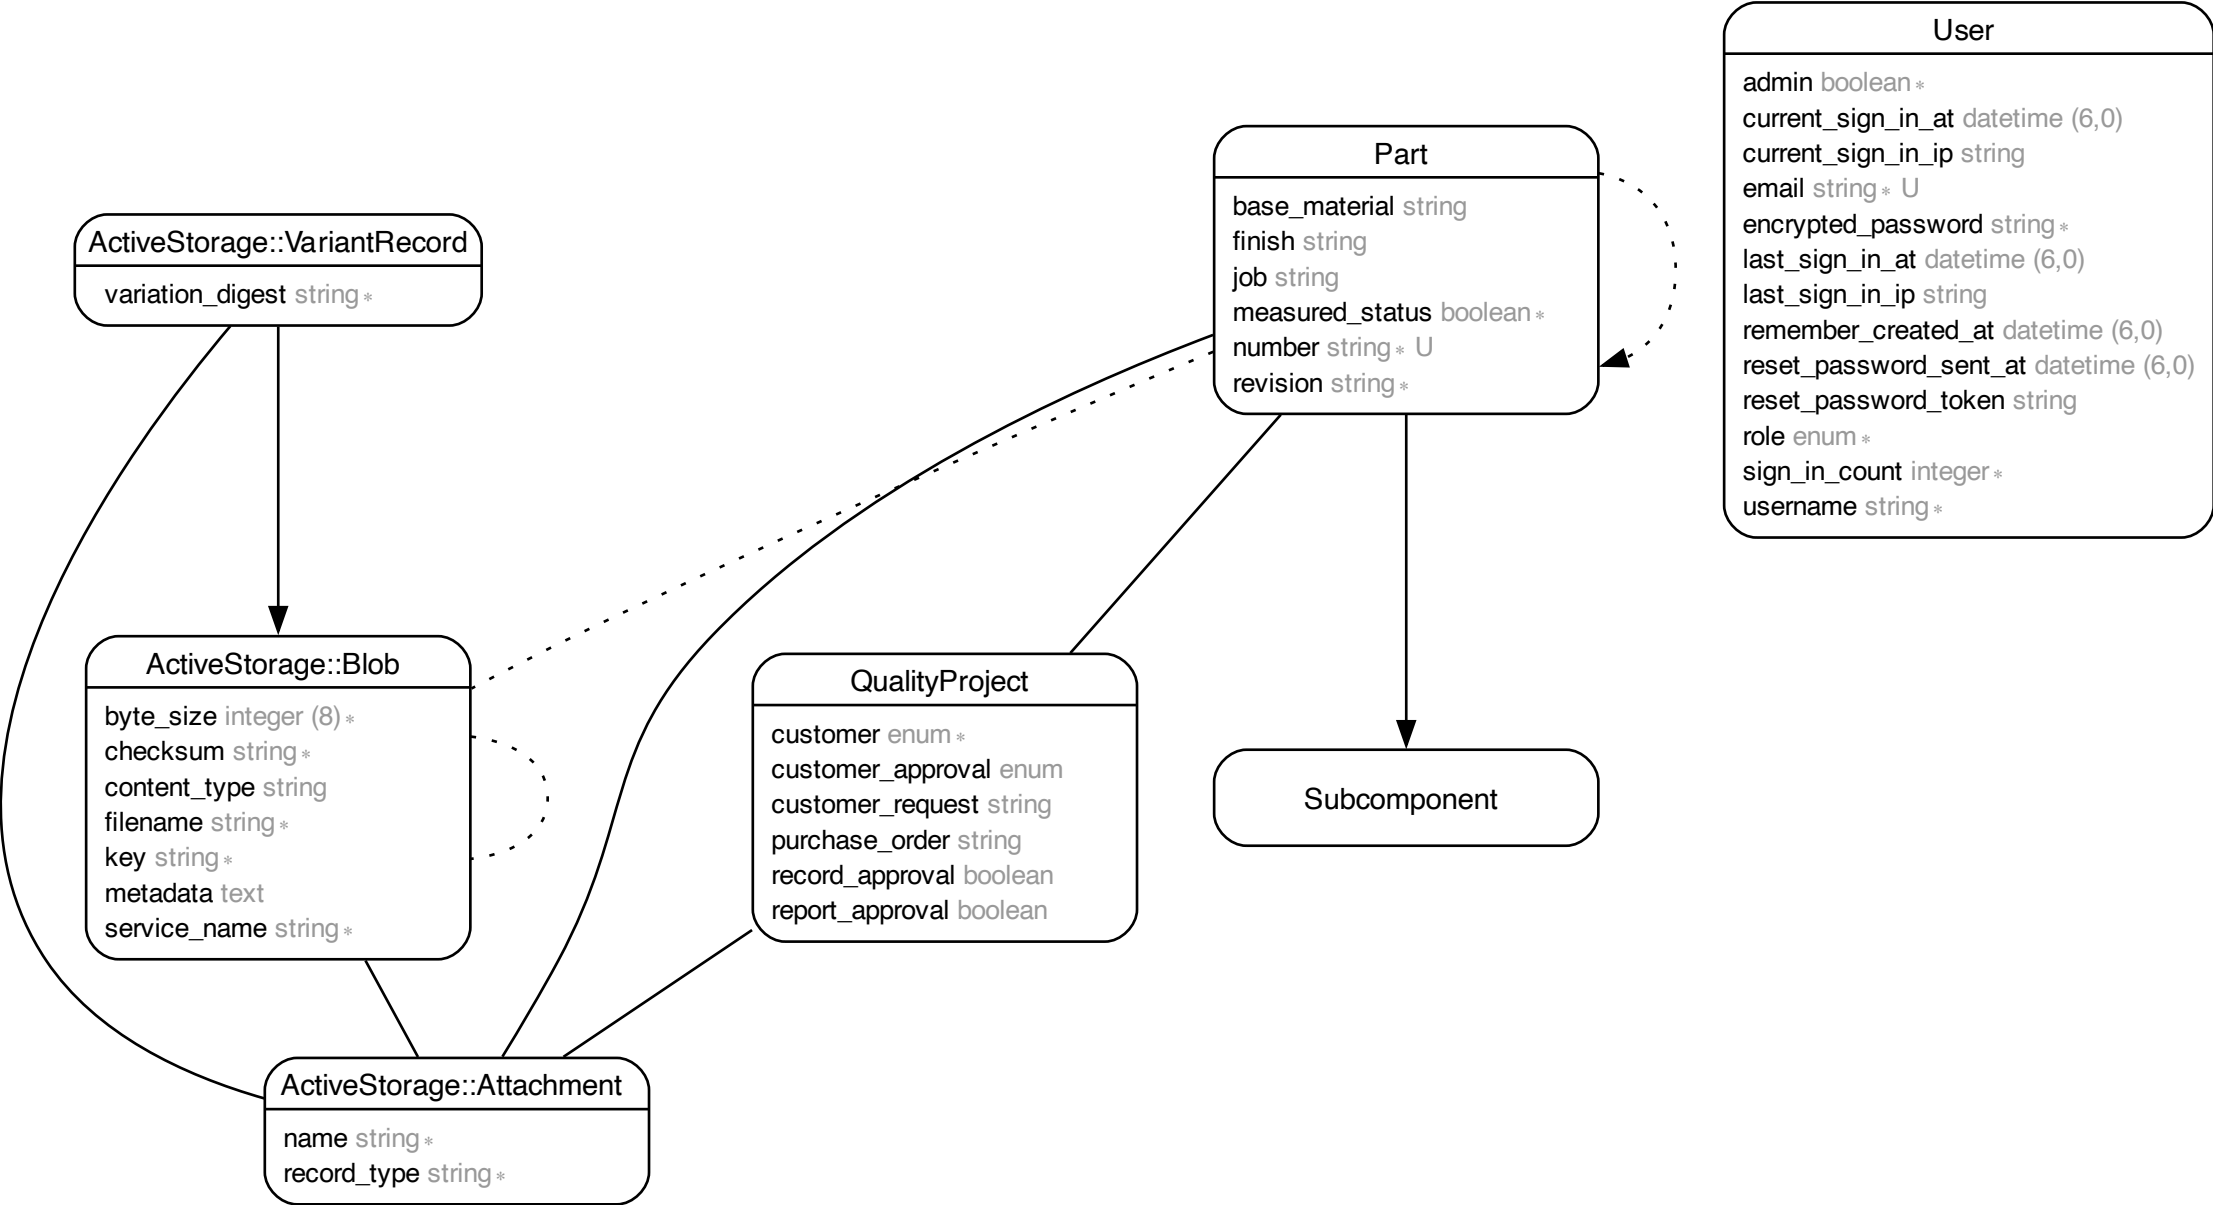 User
admin boolean ∗
current_sign_in_at datetime (6,0)
current_sign_in_ip string
email string ∗ U
encrypted_password string ∗
last_sign_in_at datetime (6,0)
last_sign_in_ip string
remember_created_at datetime (6,0)
reset_password_sent_at datetime (6,0)
reset_password_token string
role enum ∗
sign_in_count integer ∗
username string ∗
Part
base_material string
finish string
job string
measured_status boolean ∗
number string ∗ U
revision string ∗
ActiveStorage::VariantRecord
variation_digest string ∗
ActiveStorage::Blob
byte_size integer (8) ∗
checksum string ∗
content_type string
filename string ∗
key string ∗
metadata text
service_name string ∗
QualityProject
customer enum ∗
customer_approval enum
customer_request string
purchase_order string
record_approval boolean
report_approval boolean
Subcomponent
ActiveStorage::Attachment
name string ∗
record_type string ∗